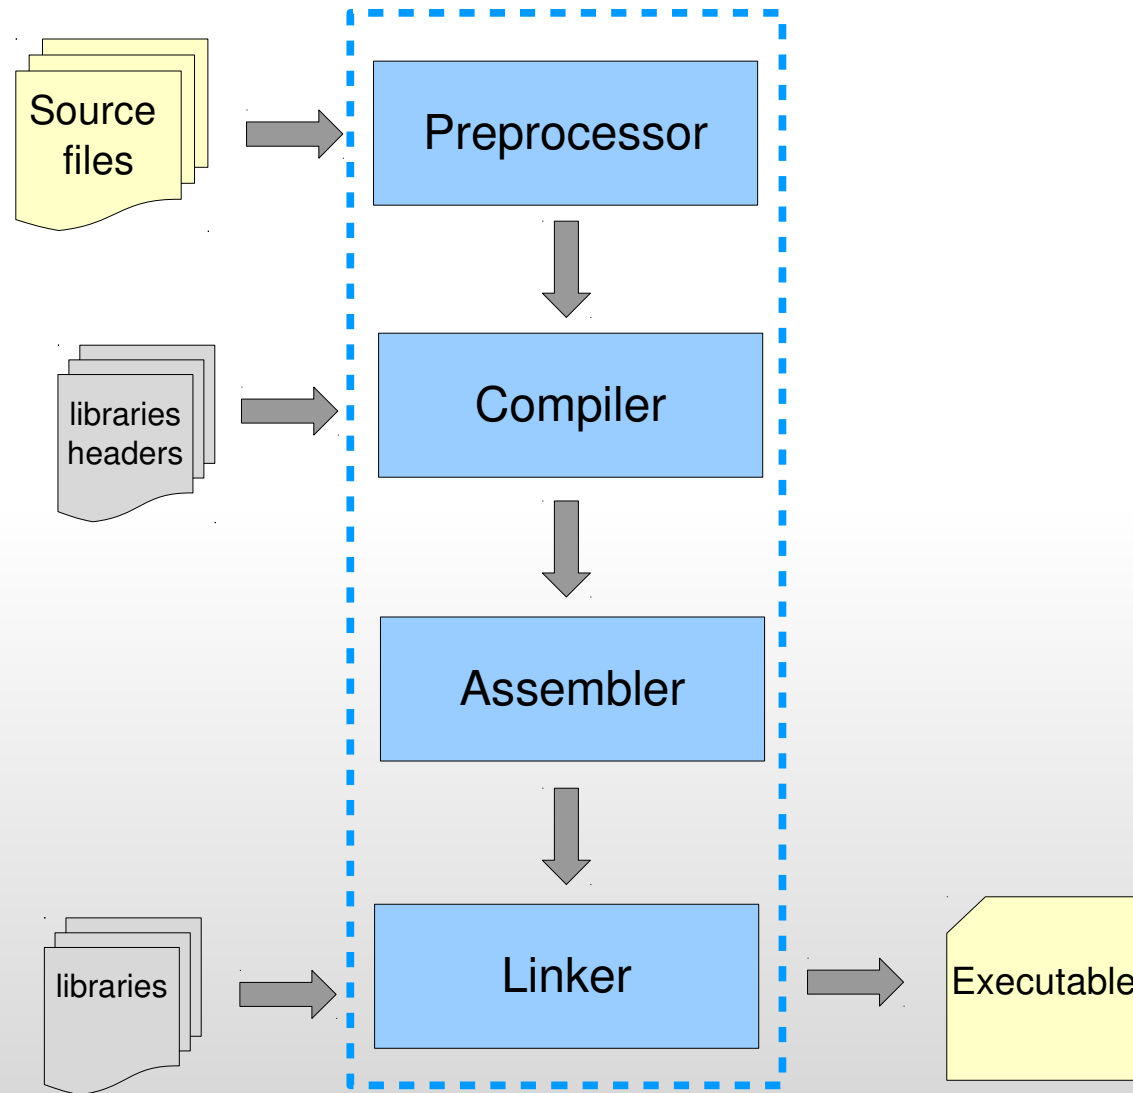 Source
files
Preprocessor
libraries
headers
Compiler
Assembler
libraries
Linker
Executable